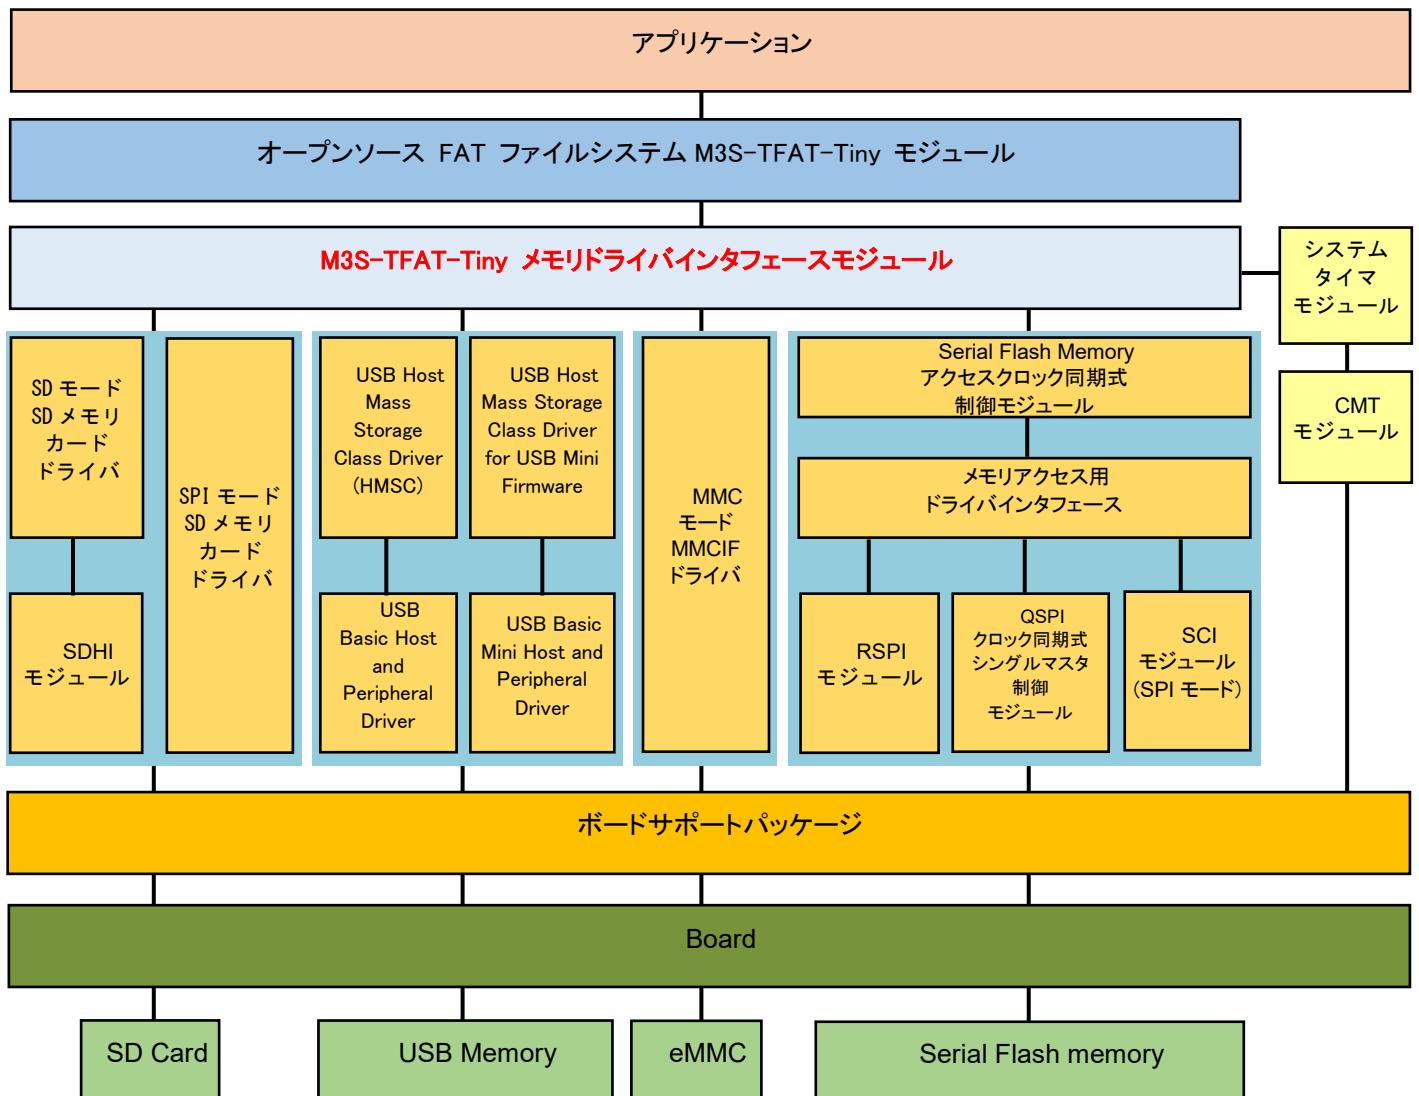 アプリケーション
オープンソース FAT ファイルシステム M3S-TFAT-Tiny モジュール
M3S-TFAT-Tiny メモリドライバインタフェースモジュール
システム
タイマ
モジュール
SD モード
SD メモリ
カード
ドライバ
SPI モード
SD メモリ
カード
ドライバ
USB Host
Mass
Storage
Class Driver
(HMSC)
USB Host
Mass Storage
Class Driver
for USB Mini
Firmware
MMC
モード
MMCIF
ドライバ
Serial Flash Memory
アクセスクロック同期式
制御モジュール
CMT
モジュール
メモリアクセス用
ドライバインタフェース
SDHI
モジュール
USB
Basic Host
and
Peripheral
Driver
USB Basic
Mini Host and
Peripheral
Driver
RSPI
モジュール
QSPI
クロック同期式
シングルマスタ
制御
モジュール
SCI
モジュール
(SPI モード)
ボードサポートパッケージ
Board
SD Card
USB Memory
eMMC
Serial Flash memory